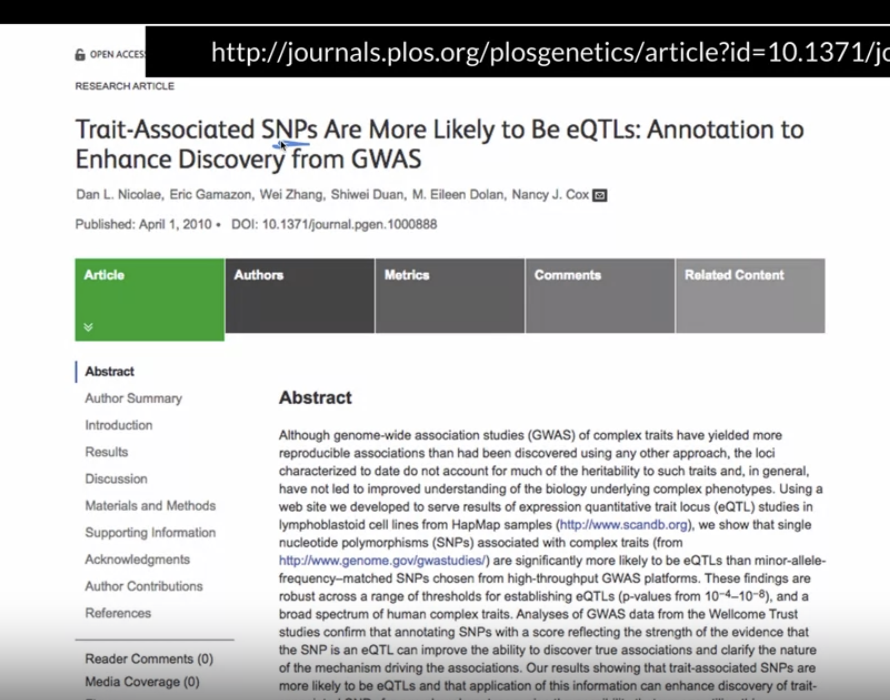 http://journals.plos.org/plosgenetics/article?id=10.1371/jo
OPEN ACCES
RESEARCH ARTICLE
Trait-Associated SNPs Are More Likely to Be eQTLs: Annotation to
Enhance Discovery from GWAS
Dan L. Nicolae, Eric Gamazon, Wei Zhang, Shiwei Duan, M. Eileen Dolan, Nancy J. Cox
Published: April 1, 2010 • DOI: 10.1371/journal.pgen.1000888
Article
Authors
Metrics
Comments
Related Content
Abstract
Author Summary
Introduction
Results
Discussion
Materials and Methods
Supporting Information
Acknowledgments
Author Contributions
References
Reader Comments (0)
Media Coverage (0)
Abstract
Although genome-wide association studies (GWAS) of complex traits have yielded more
reproducible associations than had been discovered using any other approach, the loci
characterized to date do not account for much of the heritability to such traits and, in general,
have not led to improved understanding of the biology underlying complex phenotypes. Using a
web site we developed to serve results of expression quantitative trait locus (eQTL) studies in
lymphoblastoid cell lines from HapMap samples (http://www.scandb.org), we show that single
nucleotide polymorphisms (SNPs) associated with complex traits (from
http://www.genome.gov/gwastudies/) are significantly more likely to be eQTLs than minor-allele-
frequency–matched SNPs chosen from high-throughput GWAS platforms. These findings are
robust across a range of thresholds for establishing eQTLs (p-values from 10⁻⁴–10⁻⁸), and a
broad spectrum of human complex traits. Analyses of GWAS data from the Wellcome Trust
studies confirm that annotating SNPs with a score reflecting the strength of the evidence that
the SNP is an eQTL can improve the ability to discover true associations and clarify the nature
of the mechanism driving the associations. Our results showing that trait-associated SNPs are
more likely to be eQTLs and that application of this information can enhance discovery of trait-